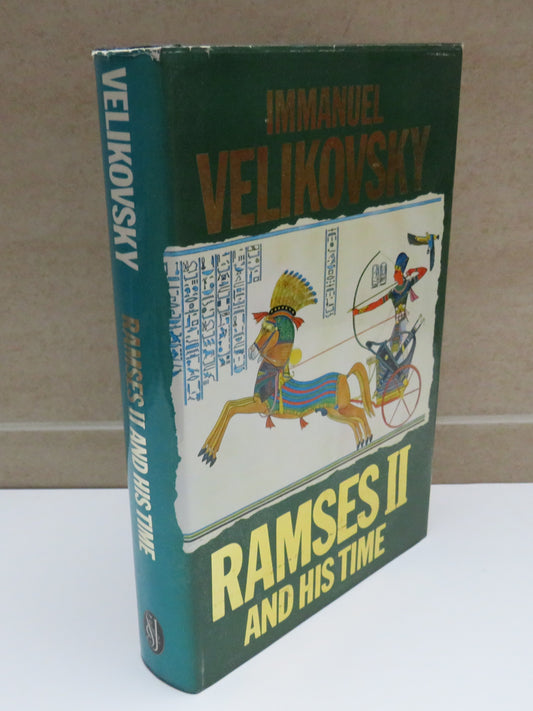 IMMANUEL
VELIKOVSKY
RAMSES II
AND HIS TIME
VELIKOVSKY
RAMSES II AND HIS TIME